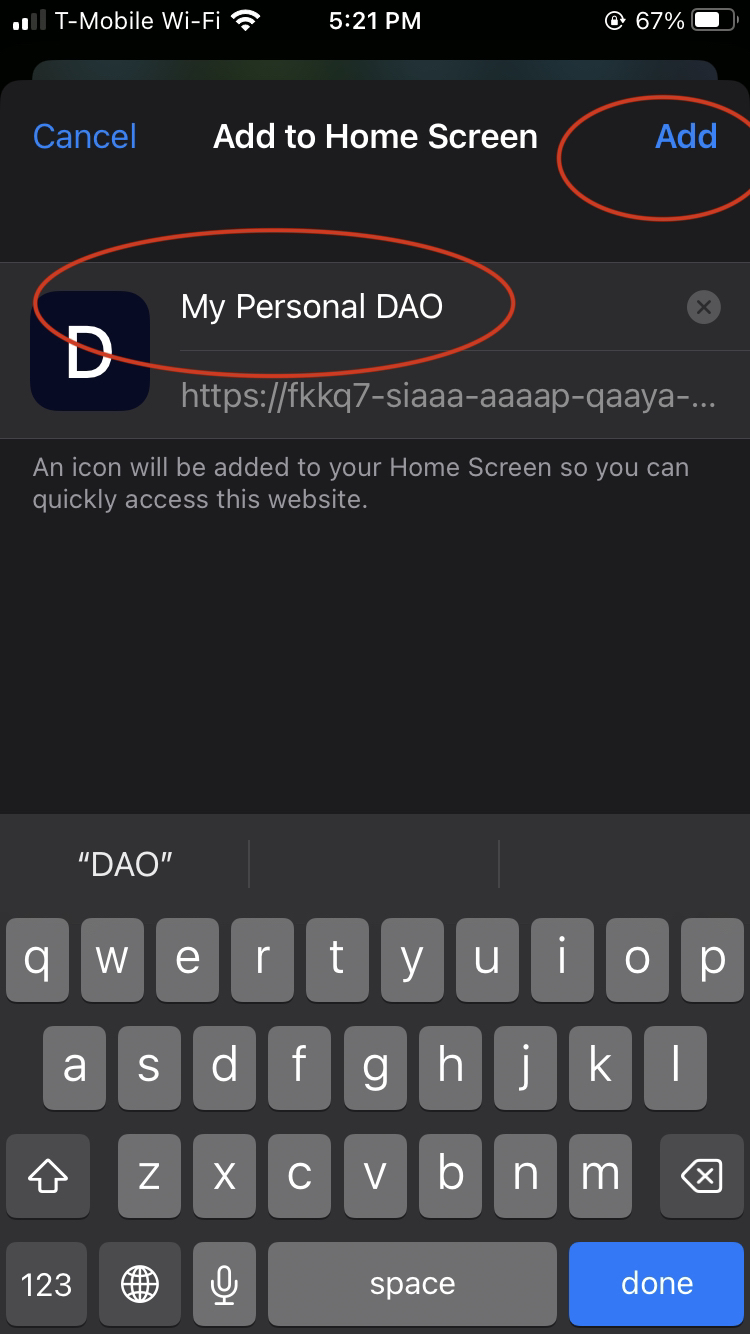 T-Mobile Wi-Fi 5:21 PM 67%
Cancel Add to Home Screen Add
My Personal DAO
D
https://fkkq7-siaaa-aaaap-qaaya-...
An icon will be added to your Home Screen so you can
quickly access this website.
“DAO”
q w e r t y u i o p
a s d f g h j k l
z x c v b n m
123 space done